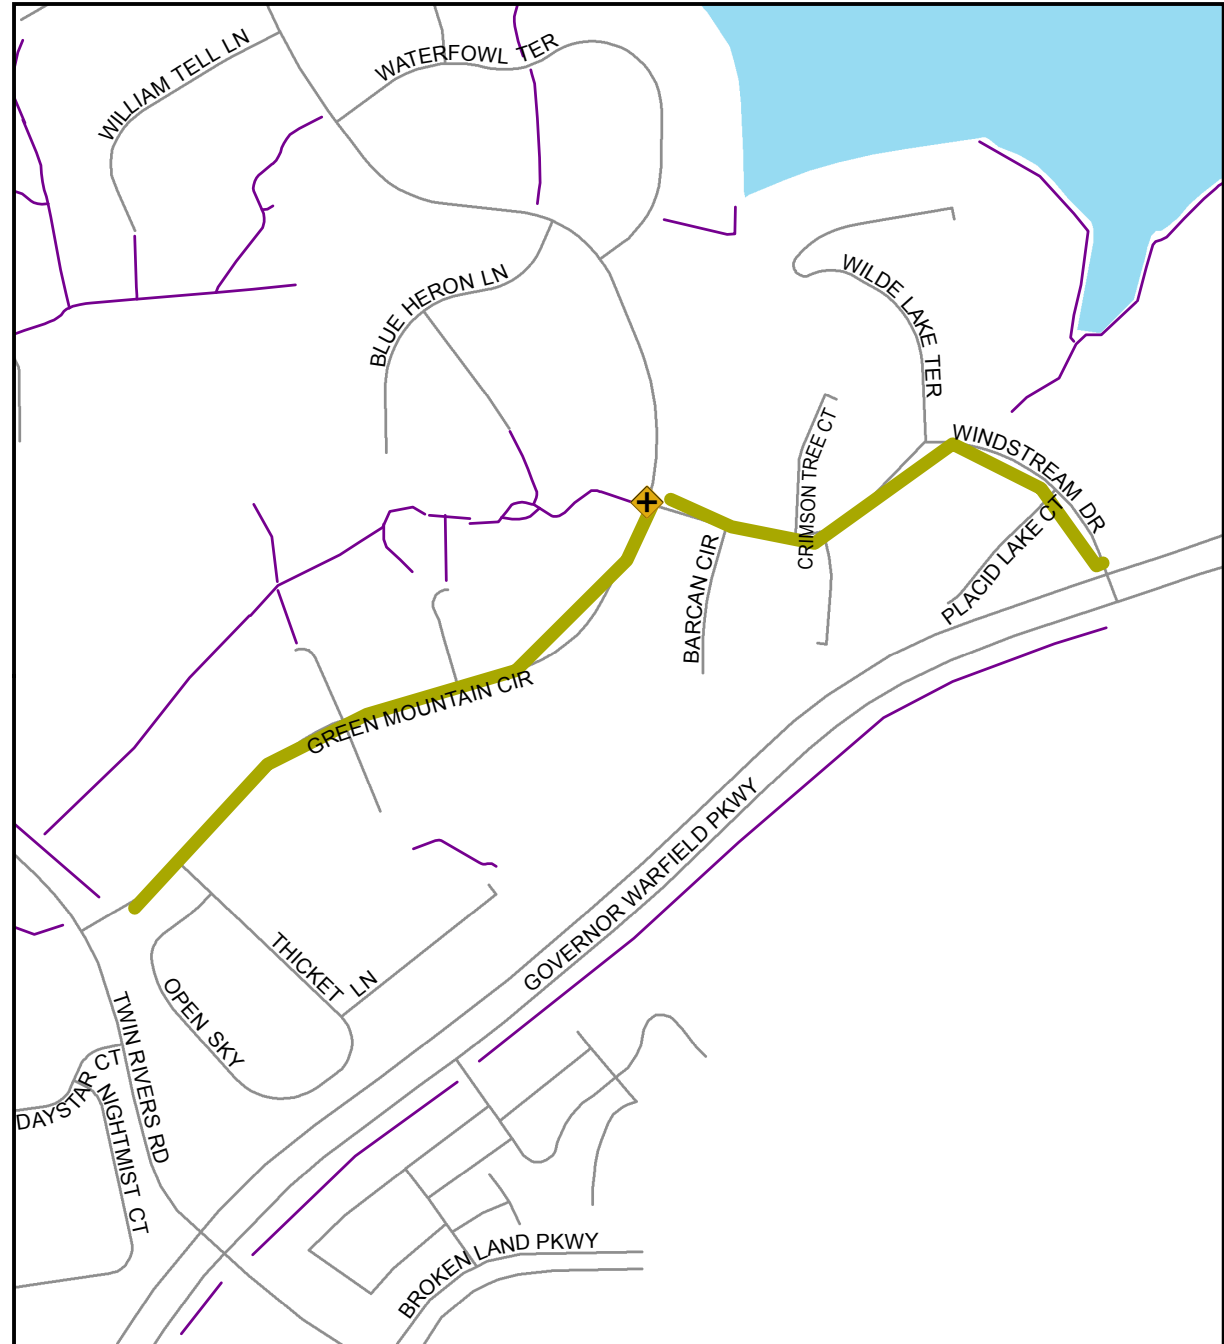 WILLIAM TELL LN
WATERFOWL TER
BLUE HERON LN
WILDE LAKE TER
CRIMSON TREE CT
WINDSTREAM DR
PLACID LAKE CT
BARCAN CIR
GREEN MOUNTAIN CIR
GOVERNOR WARFIELD PKWY
THICKET LN
OPEN SKY
TWIN RIVERS RD
DAYSTAR CT
NIGHTMIST CT
BROKEN LAND PKWY